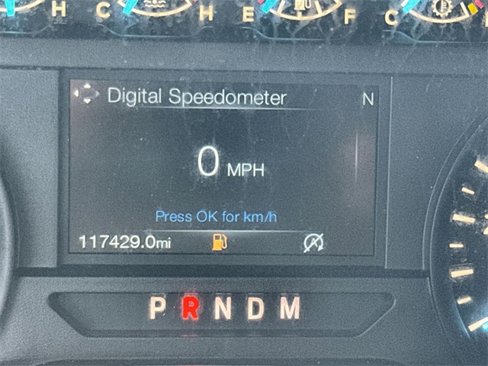 H C H E F C
Digital Speedometer N
0 MPH
Press OK for km/h
117429.0mi
P R N D M